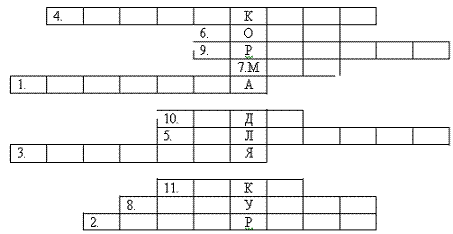 4. К
6. О
9. Р
7.М
1. А
10. Д
5. Л
3. Я
11. К
8. У
2. Р